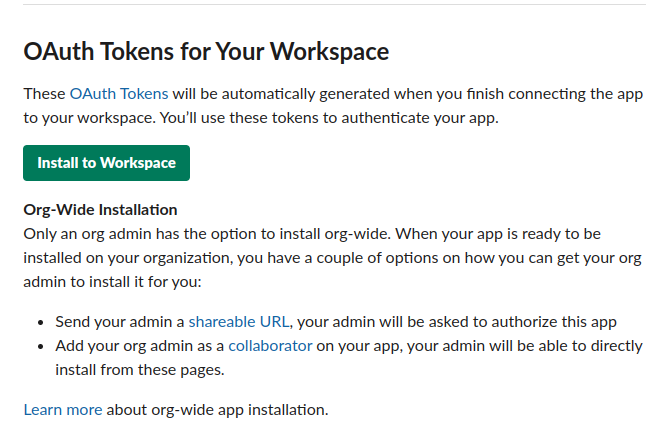 OAuth Tokens for Your Workspace
These OAuth Tokens will be automatically generated when you finish connecting the app
to your workspace. You’ll use these tokens to authenticate your app.
Install to Workspace
Org-Wide Installation
Only an org admin has the option to install org-wide. When your app is ready to be
installed on your organization, you have a couple of options on how you can get your org
admin to install it for you:
• Send your admin a shareable URL, your admin will be asked to authorize this app
• Add your org admin as a collaborator on your app, your admin will be able to directly
install from these pages.
Learn more about org-wide app installation.